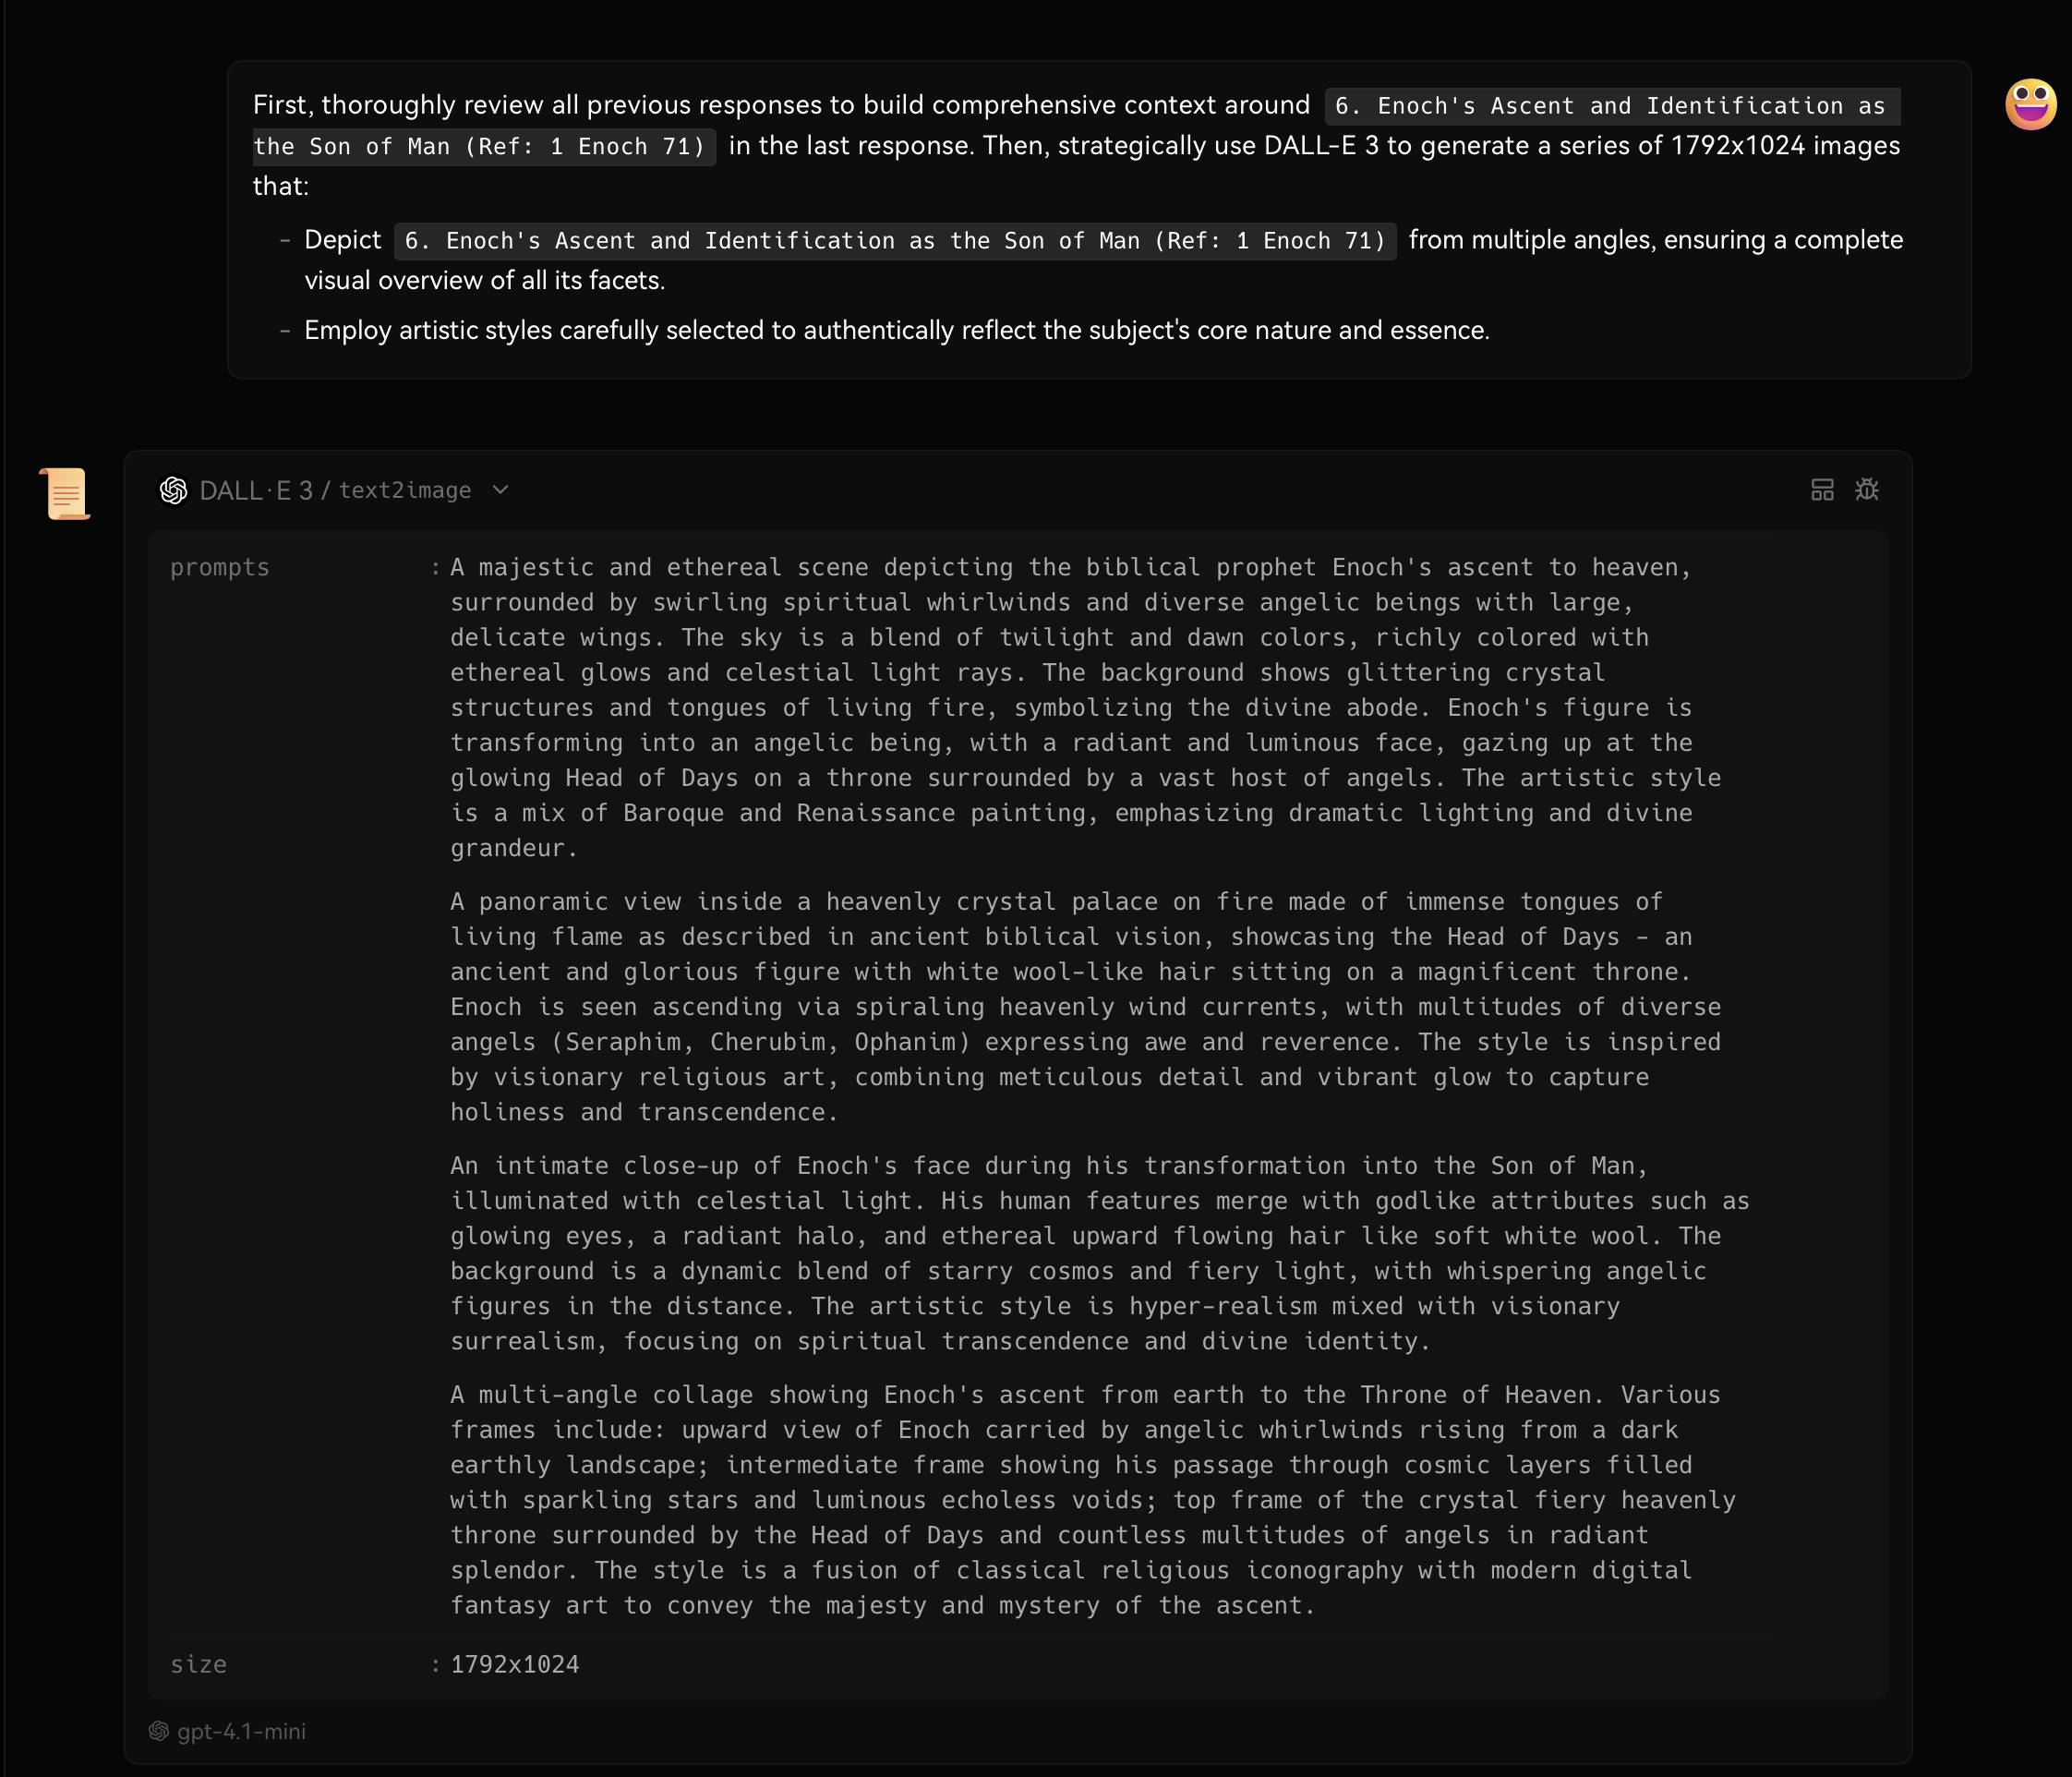 First, thoroughly review all previous responses to build comprehensive context around 6. Enoch's Ascent and Identification as
the Son of Man (Ref: 1 Enoch 71) in the last response. Then, strategically use DALL-E 3 to generate a series of 1792x1024 images
that:
- Depict 6. Enoch's Ascent and Identification as the Son of Man (Ref: 1 Enoch 71) from multiple angles, ensuring a complete
visual overview of all its facets.
- Employ artistic styles carefully selected to authentically reflect the subject's core nature and essence.
DALL·E 3 / text2image
prompts : A majestic and ethereal scene depicting the biblical prophet Enoch's ascent to heaven,
surrounded by swirling spiritual whirlwinds and diverse angelic beings with large,
delicate wings. The sky is a blend of twilight and dawn colors, richly colored with
ethereal glows and celestial light rays. The background shows glittering crystal
structures and tongues of living fire, symbolizing the divine abode. Enoch's figure is
transforming into an angelic being, with a radiant and luminous face, gazing up at the
glowing Head of Days on a throne surrounded by a vast host of angels. The artistic style
is a mix of Baroque and Renaissance painting, emphasizing dramatic lighting and divine
grandeur.
A panoramic view inside a heavenly crystal palace on fire made of immense tongues of
living flame as described in ancient biblical vision, showcasing the Head of Days - an
ancient and glorious figure with white wool-like hair sitting on a magnificent throne.
Enoch is seen ascending via spiraling heavenly wind currents, with multitudes of diverse
angels (Seraphim, Cherubim, Ophanim) expressing awe and reverence. The style is inspired
by visionary religious art, combining meticulous detail and vibrant glow to capture
holiness and transcendence.
An intimate close-up of Enoch's face during his transformation into the Son of Man,
illuminated with celestial light. His human features merge with godlike attributes such as
glowing eyes, a radiant halo, and ethereal upward flowing hair like soft white wool. The
background is a dynamic blend of starry cosmos and fiery light, with whispering angelic
figures in the distance. The artistic style is hyper-realism mixed with visionary
surrealism, focusing on spiritual transcendence and divine identity.
A multi-angle collage showing Enoch's ascent from earth to the Throne of Heaven. Various
frames include: upward view of Enoch carried by angelic whirlwinds rising from a dark
earthly landscape; intermediate frame showing his passage through cosmic layers filled
with sparkling stars and luminous echoless voids; top frame of the crystal fiery heavenly
throne surrounded by the Head of Days and countless multitudes of angels in radiant
splendor. The style is a fusion of classical religious iconography with modern digital
fantasy art to convey the majesty and mystery of the ascent.
size : 1792x1024
gpt-4.1-mini